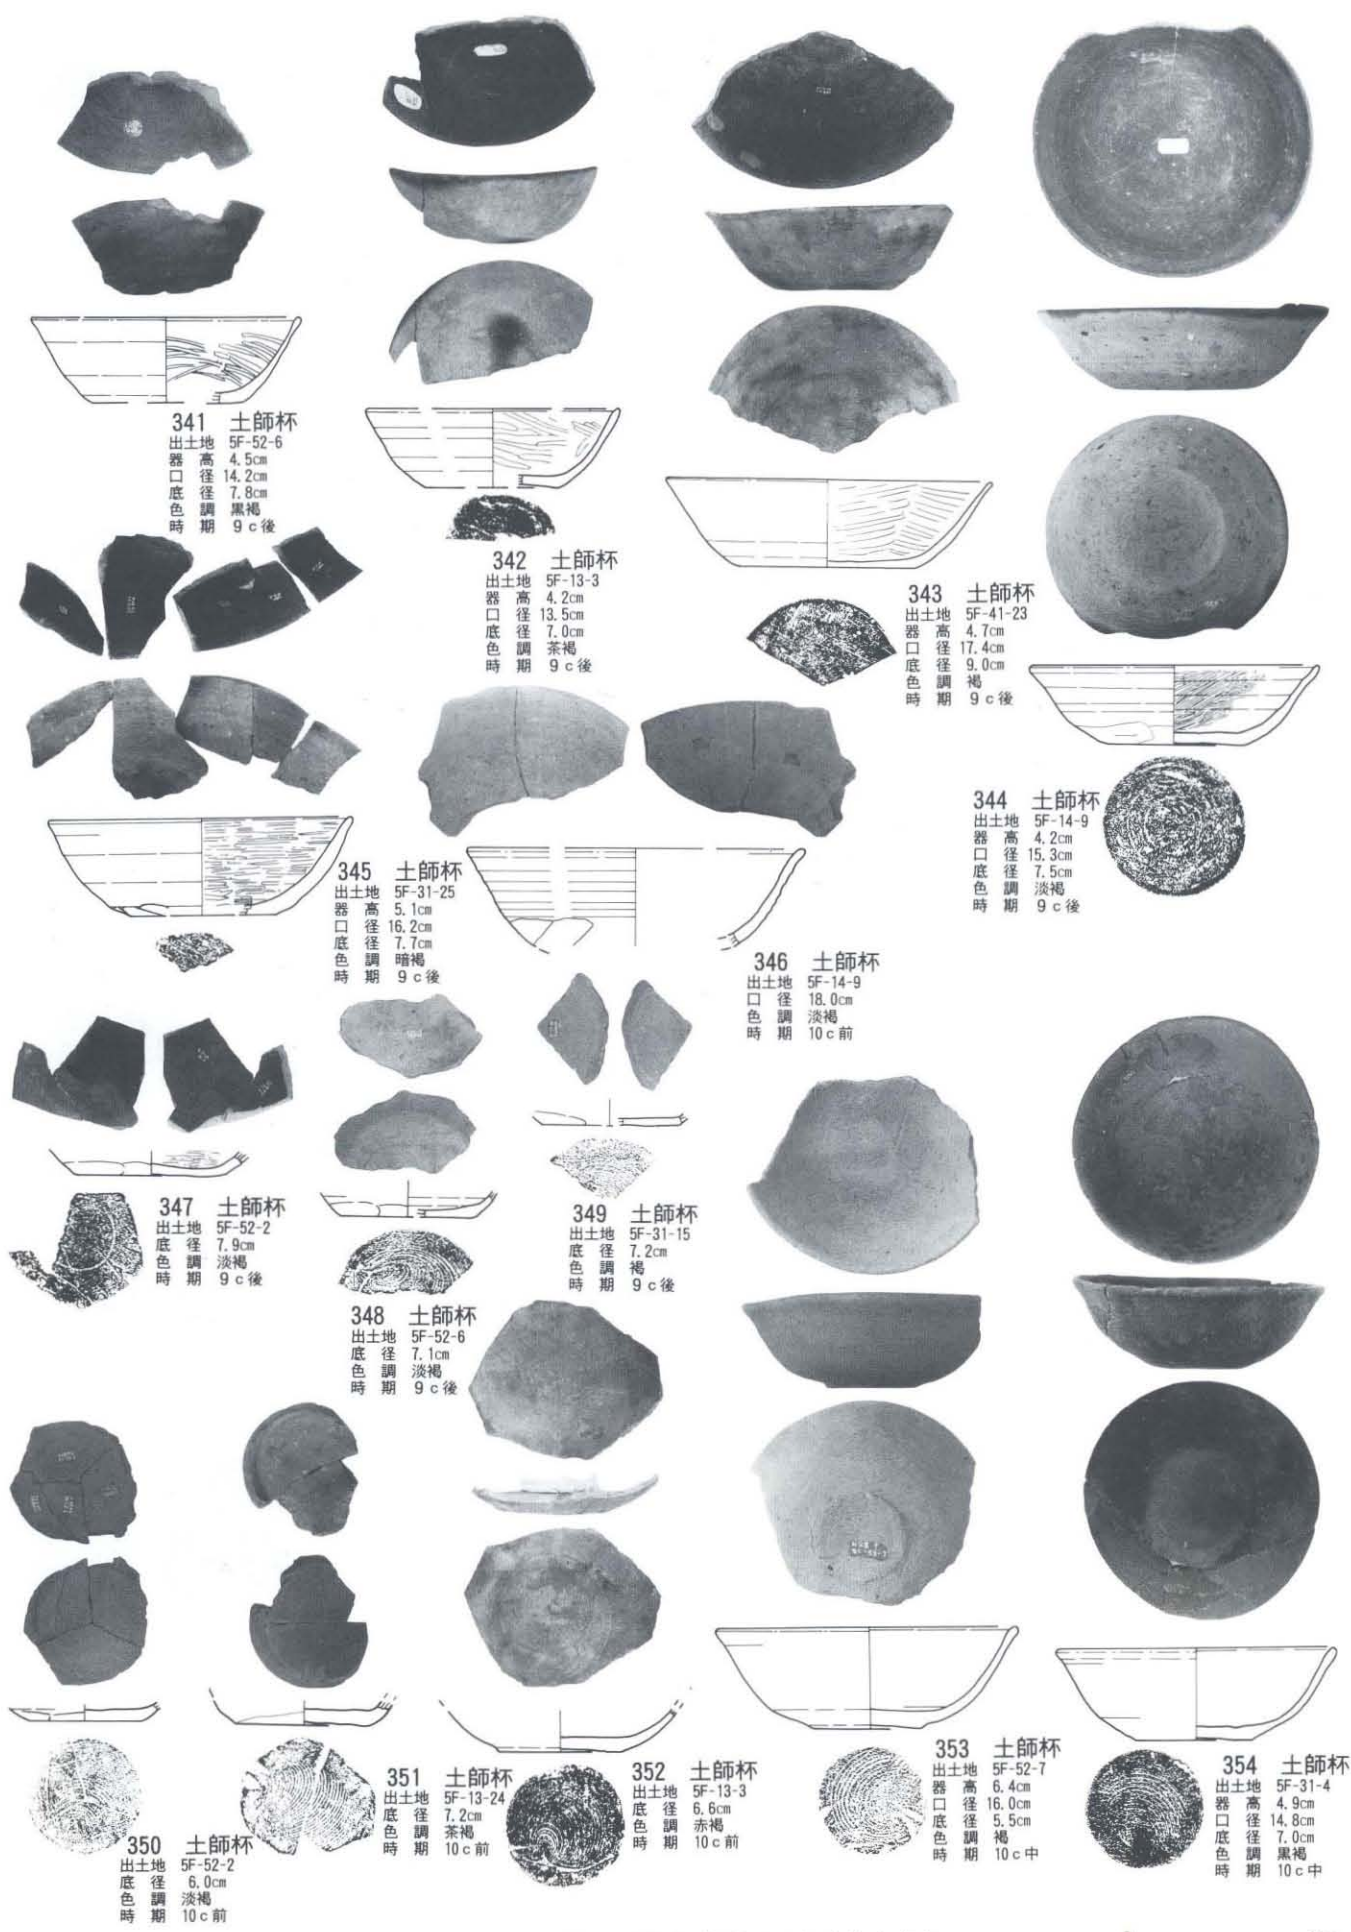 341 土師杯
出土地 5F-52-6
器高 4.5cm
口径 14.2cm
底径 7.8cm
色調 黒褐
時期 9c後
342 土師杯
出土地 5F-13-3
器高 4.2cm
口径 13.5cm
底径 7.0cm
色調 茶褐
時期 9c後
343 土師杯
出土地 5F-41-23
器高 4.7cm
口径 17.4cm
底径 9.0cm
色調 褐
時期 9c後
344 土師杯
出土地 5F-14-9
器高 4.2cm
口径 15.3cm
底径 7.5cm
色調 淡褐
時期 9c後
345 土師杯
出土地 5F-31-25
器高 5.1cm
口径 16.2cm
底径 7.7cm
色調 暗褐
時期 9c後
346 土師杯
出土地 5F-14-9
口径 18.0cm
色調 淡褐
時期 10c前
347 土師杯
出土地 5F-52-2
底径 7.9cm
色調 淡褐
時期 9c後
348 土師杯
出土地 5F-52-6
底径 7.1cm
色調 淡褐
時期 9c後
349 土師杯
出土地 5F-31-15
底径 7.2cm
色調 褐
時期 9c後
350 土師杯
出土地 5F-52-2
底径 6.0cm
色調 淡褐
時期 10c前
351 土師杯
出土地 5F-13-24
底径 7.2cm
色調 茶褐
時期 10c前
352 土師杯
出土地 5F-13-3
底径 6.6cm
色調 赤褐
時期 10c前
353 土師杯
出土地 5F-52-7
器高 6.4cm
口径 16.0cm
底径 5.5cm
色調 褐
時期 10c中
354 土師杯
出土地 5F-31-4
器高 4.9cm
口径 14.8cm
底径 7.0cm
色調 黒褐
時期 10c中